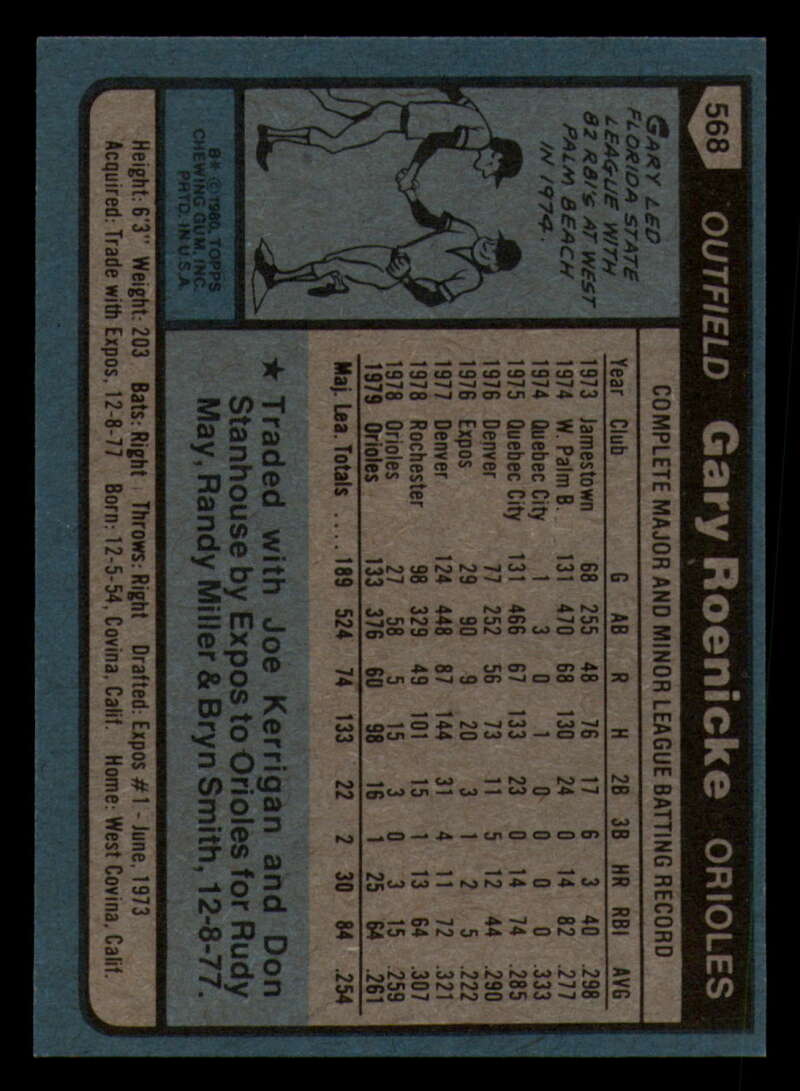 568 OUTFIELD Gary Roenicke ORIOLES
GARY LED
FLORIDA STATE
LEAGUE WITH
82 RBI'S AT WEST
PALM BEACH
IN 1974.
COMPLETE MAJOR AND MINOR LEAGUE BATTING RECORD
Year Club G AB R H 2B 3B HR RBI AVG
1973 Jamestown 68 255 48 76 17 6 3 40 .298
1974 W. Palm B. 131 470 68 130 24 0 14 82 .277
1974 Quebec City 1 3 0 1 0 0 0 0 .333
1975 Quebec City 131 466 67 133 23 0 14 74 .285
1976 Denver 77 252 56 73 11 5 12 44 .290
1976 Expos 29 90 9 20 3 1 2 5 .222
1977 Denver 124 448 87 144 31 4 11 72 .321
1978 Rochester 98 329 49 101 15 1 13 64 .307
1978 Orioles 27 58 5 15 3 0 3 15 .259
1979 Orioles 133 376 60 98 16 1 25 64 .261
Maj. Lea. Totals .... 189 524 74 133 22 2 30 84 .254
★ Traded with Joe Kerrigan and Don
Stanhouse by Expos to Orioles for Rudy
May, Randy Miller & Bryn Smith, 12-8-77.
B* © 1980, TOPPS
CHEWING GUM, INC.
PRTD. IN U.S.A.
Height: 6'3" Weight: 203 Bats: Right Throws: Right Drafted: Expos #1 - June, 1973
Acquired: Trade with Expos, 12-8-77 Born: 12-5-54, Covina, Calif. Home: West Covina, Calif.